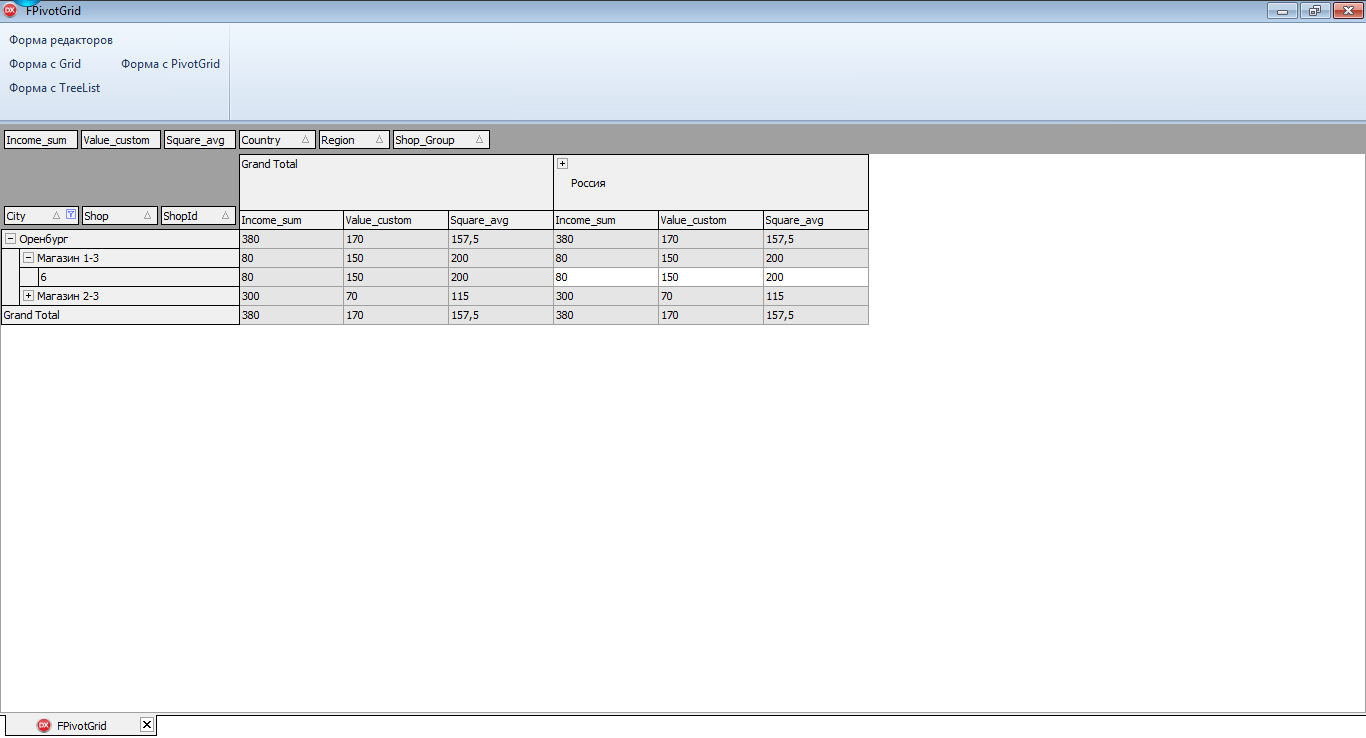 FPivotGrid
Форма редакторов
Форма с Grid Форма с PivotGrid
Форма с TreeList
Income_sum Value_custom Square_avg Country Region Shop_Group
Grand Total
Россия
City Shop ShopId Income_sum Value_custom Square_avg Income_sum Value_custom Square_avg
Оренбург 380 170 157,5 380 170 157,5
Магазин 1-3 80 150 200 80 150 200
6 80 150 200 80 150 200
Магазин 2-3 300 70 115 300 70 115
Grand Total 380 170 157,5 380 170 157,5
DX FPivotGrid